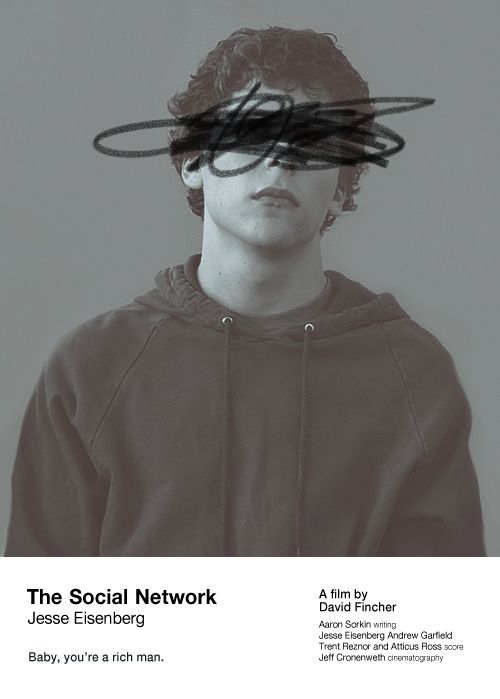 The Social Network
Jesse Eisenberg
Baby, you're a rich man.
A film by
David Fincher
Aaron Sorkin writing
Jesse Eisenberg Andrew Garfield
Trent Reznor and Atticus Ross score
Jeff Cronenweth cinematography